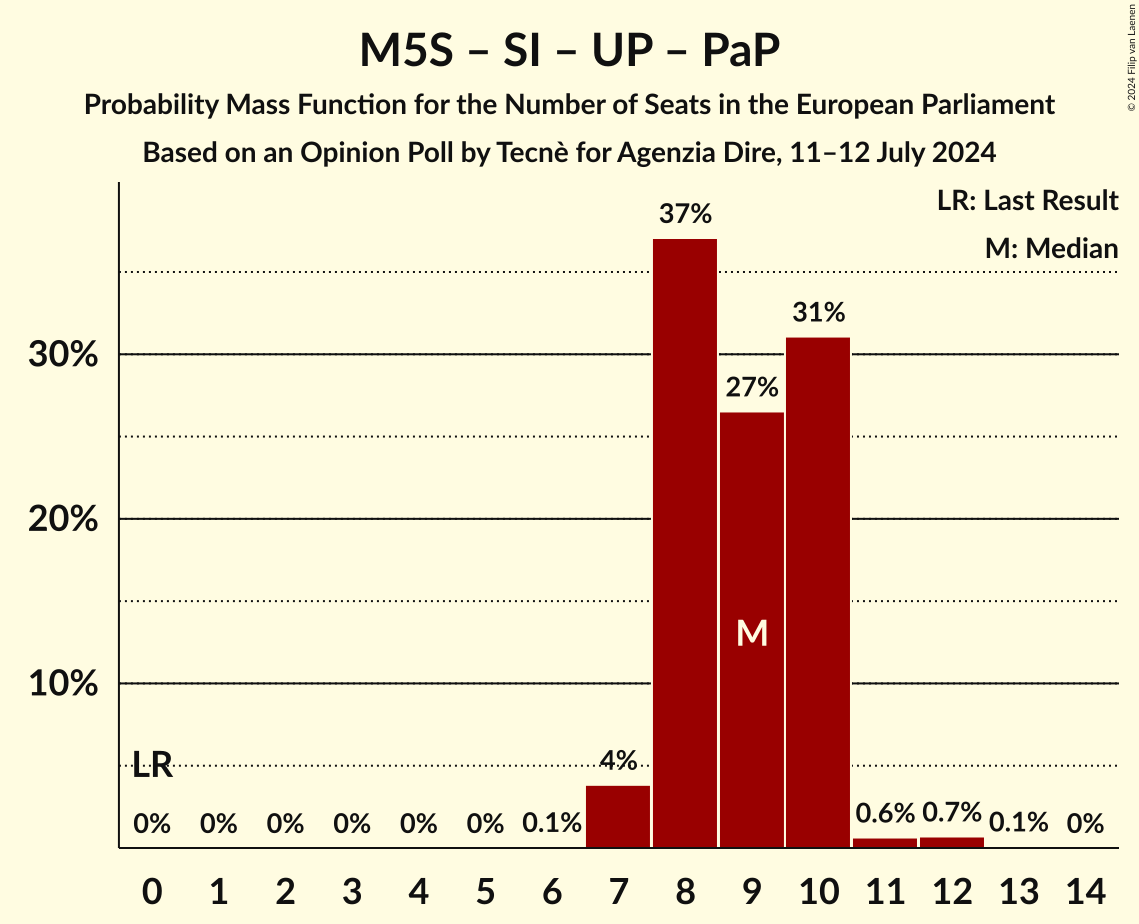 M5S – SI – UP – PaP
Probability Mass Function for the Number of Seats in the European Parliament
Based on an Opinion Poll by Tecnè for Agenzia Dire, 11–12 July 2024
© 2024 Filip van Laenen
LR: Last Result
M: Median
37%
31%
30%
27%
20%
M
10%
LR
4%
0% 0% 0% 0% 0% 0% 0.1% 0.6% 0.7% 0.1% 0%
0 1 2 3 4 5 6 7 8 9 10 11 12 13 14